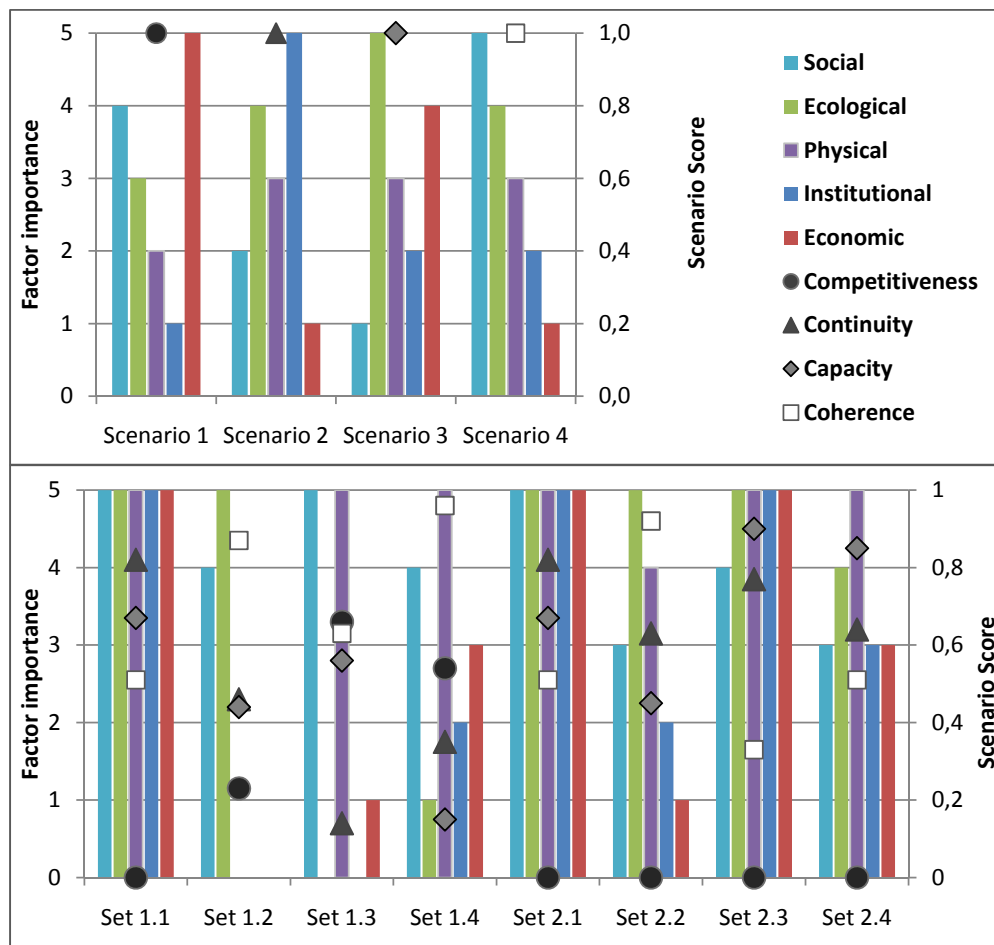 Factor importance
5
4
3
2
1
0
1,0
0,8
0,6
0,4
0,2
0,0
Scenario Score
Scenario 1 Scenario 2 Scenario 3 Scenario 4
Social
Ecological
Physical
Institutional
Economic
Competitiveness
Continuity
Capacity
Coherence
Factor importance
5
4
3
2
1
0
1
0,8
0,6
0,4
0,2
0
Scenario Score
Set 1.1 Set 1.2 Set 1.3 Set 1.4 Set 2.1 Set 2.2 Set 2.3 Set 2.4